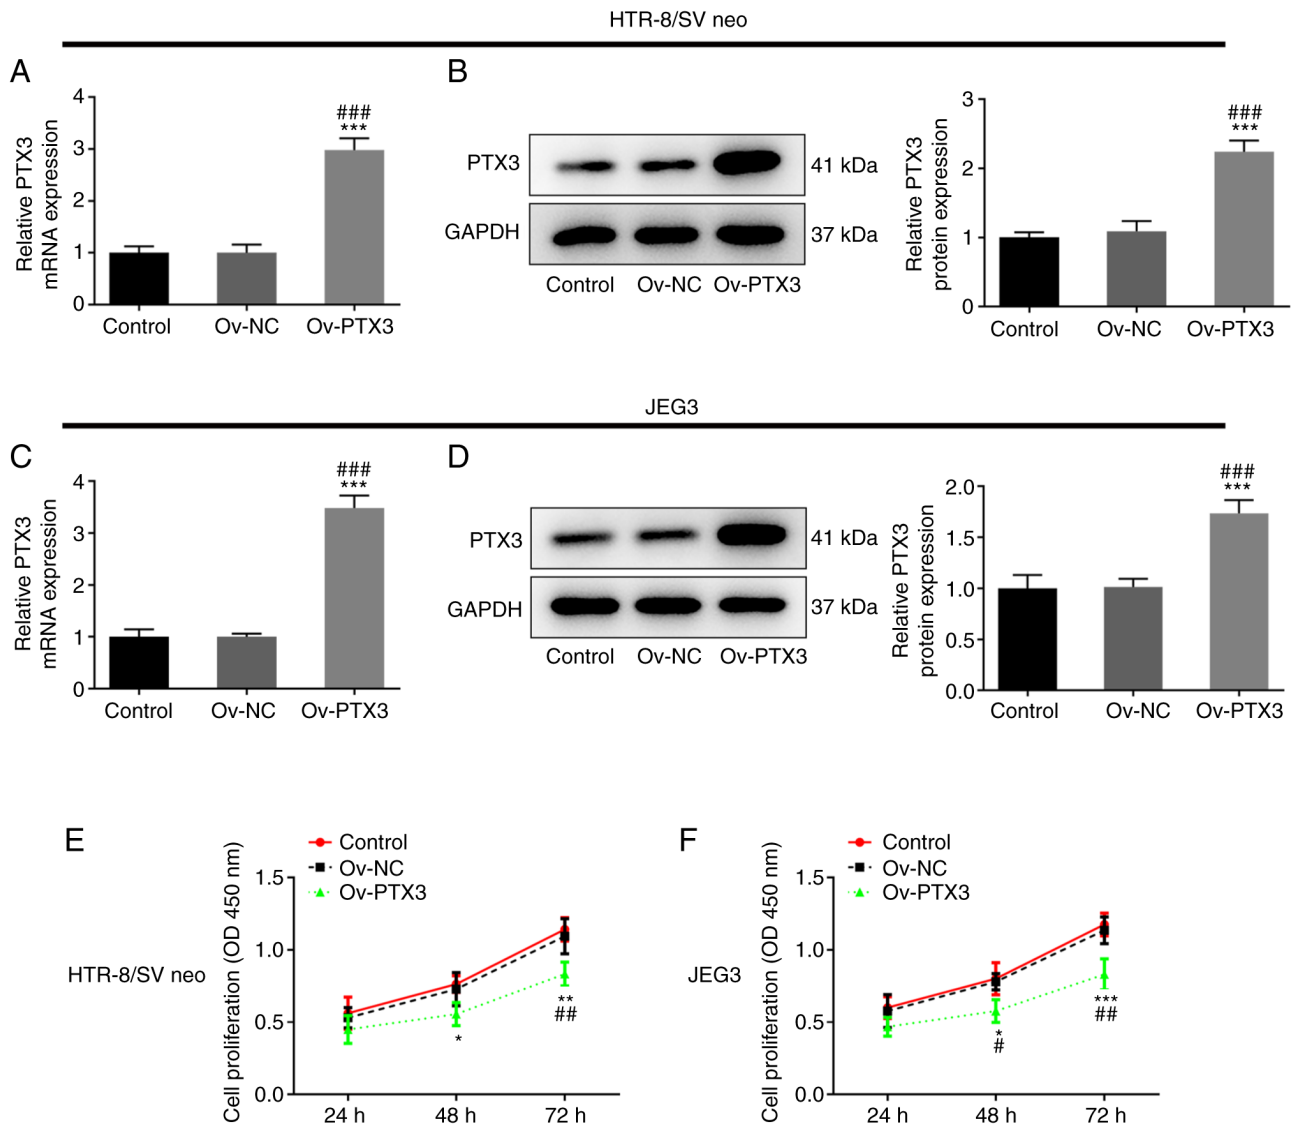 HTR-8/SV neo
A
Relative PTX3
mRNA expression
4
3
2
1
0
###
***
Control
Ov-NC
Ov-PTX3
B
PTX3
41 kDa
GAPDH
37 kDa
Control
Ov-NC
Ov-PTX3
Relative PTX3
protein expression
3
2
1
0
###
***
Control
Ov-NC
Ov-PTX3
JEG3
C
Relative PTX3
mRNA expression
4
3
2
1
0
###
***
Control
Ov-NC
Ov-PTX3
D
PTX3
41 kDa
GAPDH
37 kDa
Control
Ov-NC
Ov-PTX3
Relative PTX3
protein expression
2.0
1.5
1.0
0.5
0.0
###
***
Control
Ov-NC
Ov-PTX3
E
HTR-8/SV neo
Cell proliferation (OD 450 nm)
Control
Ov-NC
Ov-PTX3
1.5
1.0
0.5
0.0
*
**
##
24 h
48 h
72 h
F
JEG3
Cell proliferation (OD 450 nm)
Control
Ov-NC
Ov-PTX3
1.5
1.0
0.5
0.0
*
#
***
##
24 h
48 h
72 h